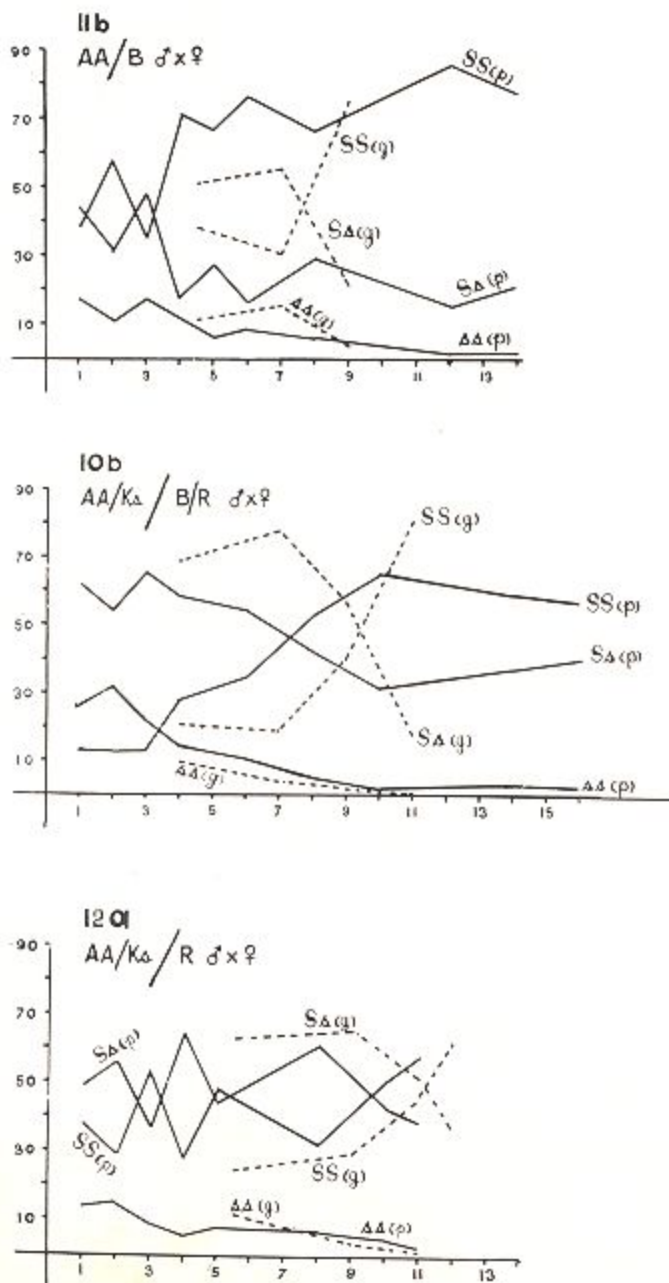 11b
AA/B ♂x♀
90
70
50
30
10
SS(p)
SS(g)
SΔ(g)
SΔ(p)
ΔΔ(g)
ΔΔ(p)
1 3 5 7 9 11 13
10b
AA/KΔ / B/R ♂x♀
90
70
50
30
10
SS(g)
SS(p)
SΔ(p)
SΔ(g)
ΔΔ(g)
ΔΔ(p)
1 3 5 7 9 11 13 15
12a
AA/KΔ / R ♂x♀
90
70
50
30
10
SΔ(g)
SΔ(p)
SS(p)
SS(g)
ΔΔ(g)
ΔΔ(p)
1 3 5 7 9 11 13